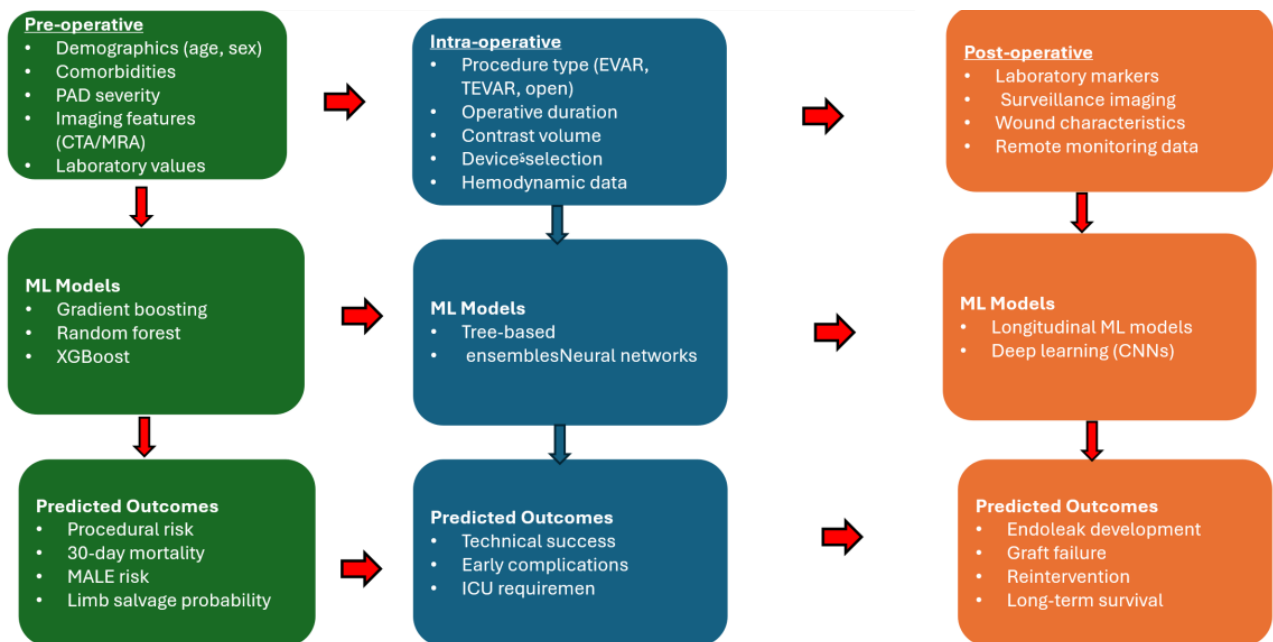 Pre-operative
• Demographics (age, sex)
• Comorbidities
• PAD severity
• Imaging features
(CTA/MRA)
• Laboratory values
Intra-operative
• Procedure type (EVAR,
TEVAR, open)
• Operative duration
• Contrast volume
• Device selection
• Hemodynamic data
Post-operative
• Laboratory markers
• Surveillance imaging
• Wound characteristics
• Remote monitoring data
ML Models
• Gradient boosting
• Random forest
• XGBoost
ML Models
• Tree-based
• ensemblesNeural networks
ML Models
• Longitudinal ML models
• Deep learning (CNNs)
Predicted Outcomes
• Procedural risk
• 30-day mortality
• MALE risk
• Limb salvage probability
Predicted Outcomes
• Technical success
• Early complications
• ICU requiremen
Predicted Outcomes
• Endoleak development
• Graft failure
• Reintervention
• Long-term survival